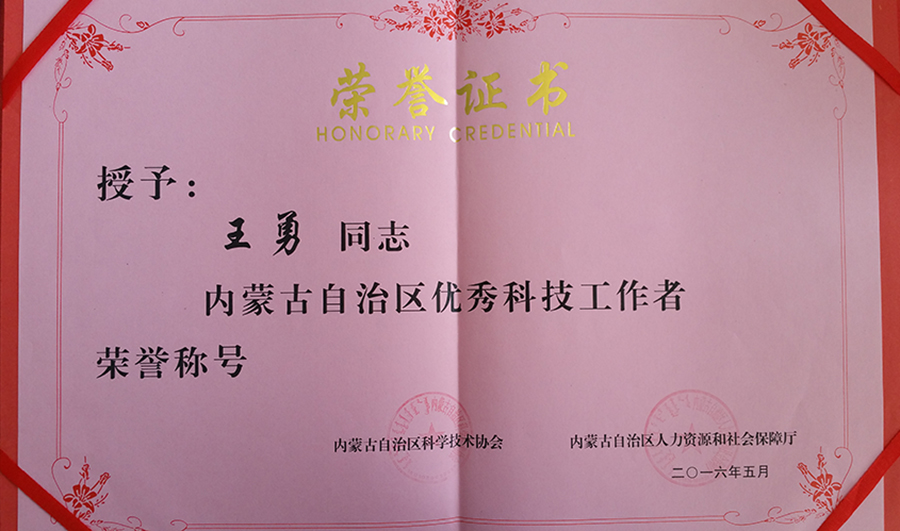 荣誉证书
HONORARY CREDENTIAL
授予:
王勇 同志
内蒙古自治区优秀科技工作者
荣誉称号
内蒙古自治区科学技术协会 内蒙古自治区人力资源和社会保障厅
二〇一六年五月